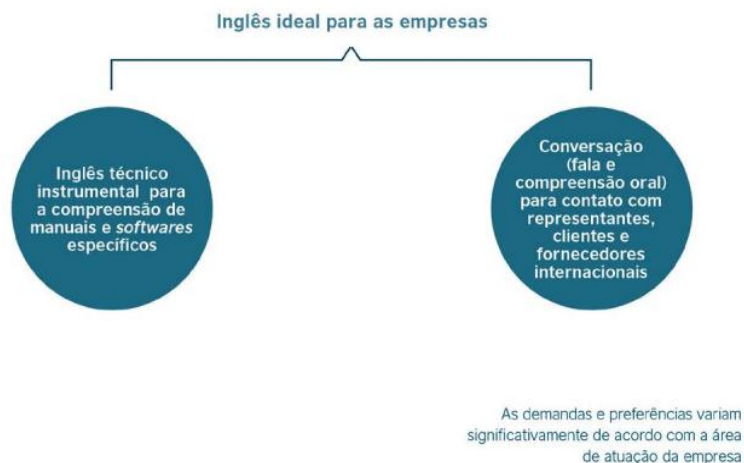 Inglês ideal para as empresas
Inglês técnico
instrumental para
a compreensão de
manuais e softwares
específicos
Conversação
(fala e
compreensão oral)
para contato com
representantes,
clientes e
fornecedores
internacionais
As demandas e preferências variam
significativamente de acordo com a área
de atuação da empresa